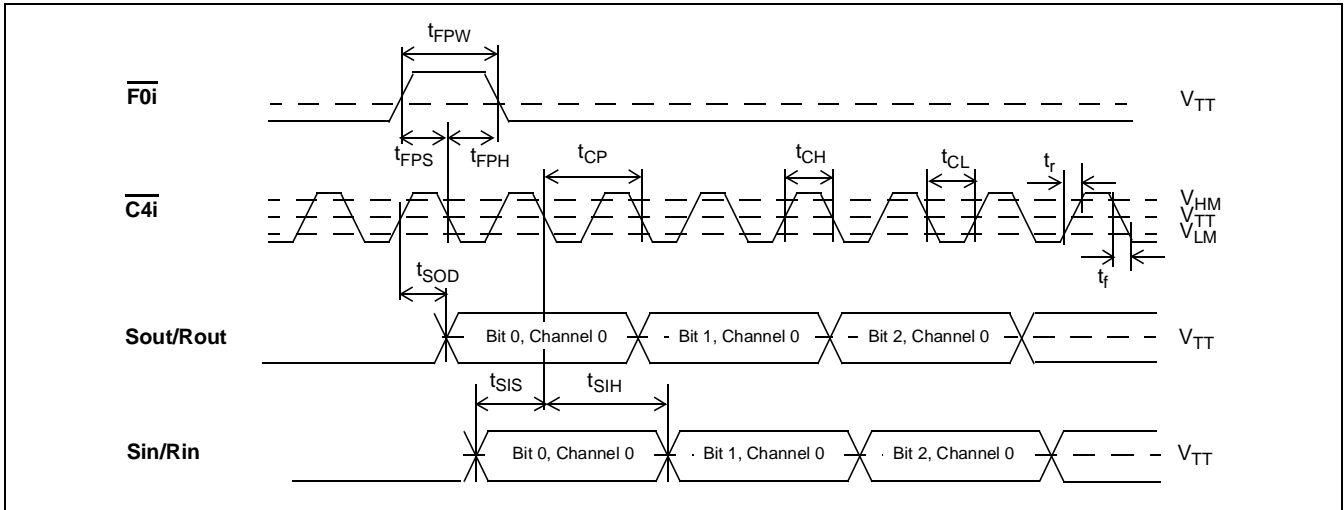 tFPW
F0i
VTT
tFPS
tFPH
tCP
tCH
tCL
tr
C4i
VHM
VTT
VLM
tSOD
tf
Sout/Rout
Bit 0, Channel 0
Bit 1, Channel 0
Bit 2, Channel 0
VTT
tSIS
tSIH
Sin/Rin
Bit 0, Channel 0
Bit 1, Channel 0
Bit 2, Channel 0
VTT